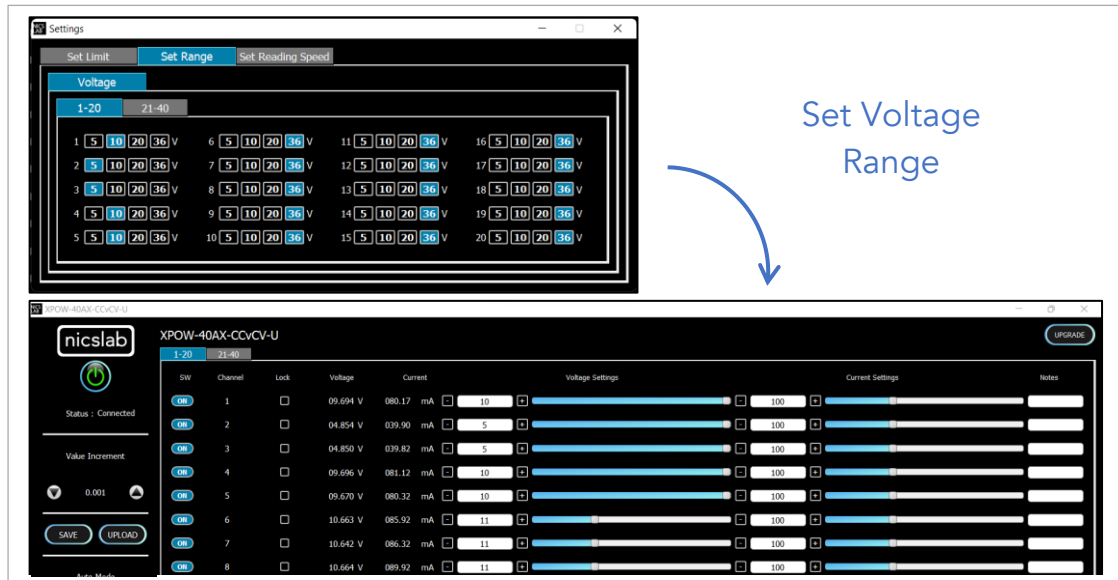 Settings
Set Limit Set Range Set Reading Speed
Voltage
1-20 21-40
1 5 10 20 36 V 6 5 10 20 36 V 11 5 10 20 36 V 16 5 10 20 36 V
2 5 10 20 36 V 7 5 10 20 36 V 12 5 10 20 36 V 17 5 10 20 36 V
3 5 10 20 36 V 8 5 10 20 36 V 13 5 10 20 36 V 18 5 10 20 36 V
4 5 10 20 36 V 9 5 10 20 36 V 14 5 10 20 36 V 19 5 10 20 36 V
5 5 10 20 36 V 10 5 10 20 36 V 15 5 10 20 36 V 20 5 10 20 36 V
Set Voltage
Range
XPOW-40AX-CCvCV-U
nicslab XPOW-40AX-CCvCV-U UPGRADE
1-20 21-40
SW Channel Lock Voltage Current Voltage Settings Current Settings Notes
ON 1 09.694 V 080.17 mA - 10 + - 100 +
Status : Connected
ON 2 04.854 V 039.90 mA - 5 + - 100 +
ON 3 04.850 V 039.82 mA - 5 + - 100 +
Value Increment
ON 4 09.696 V 081.12 mA - 10 + - 100 +
0.001
ON 5 09.670 V 080.32 mA - 10 + - 100 +
ON 6 10.663 V 085.92 mA - 11 + - 100 +
SAVE UPLOAD
ON 7 10.642 V 086.32 mA - 11 + - 100 +
ON 8 10.664 V 089.92 mA - 11 + - 100 +
Auto Mode